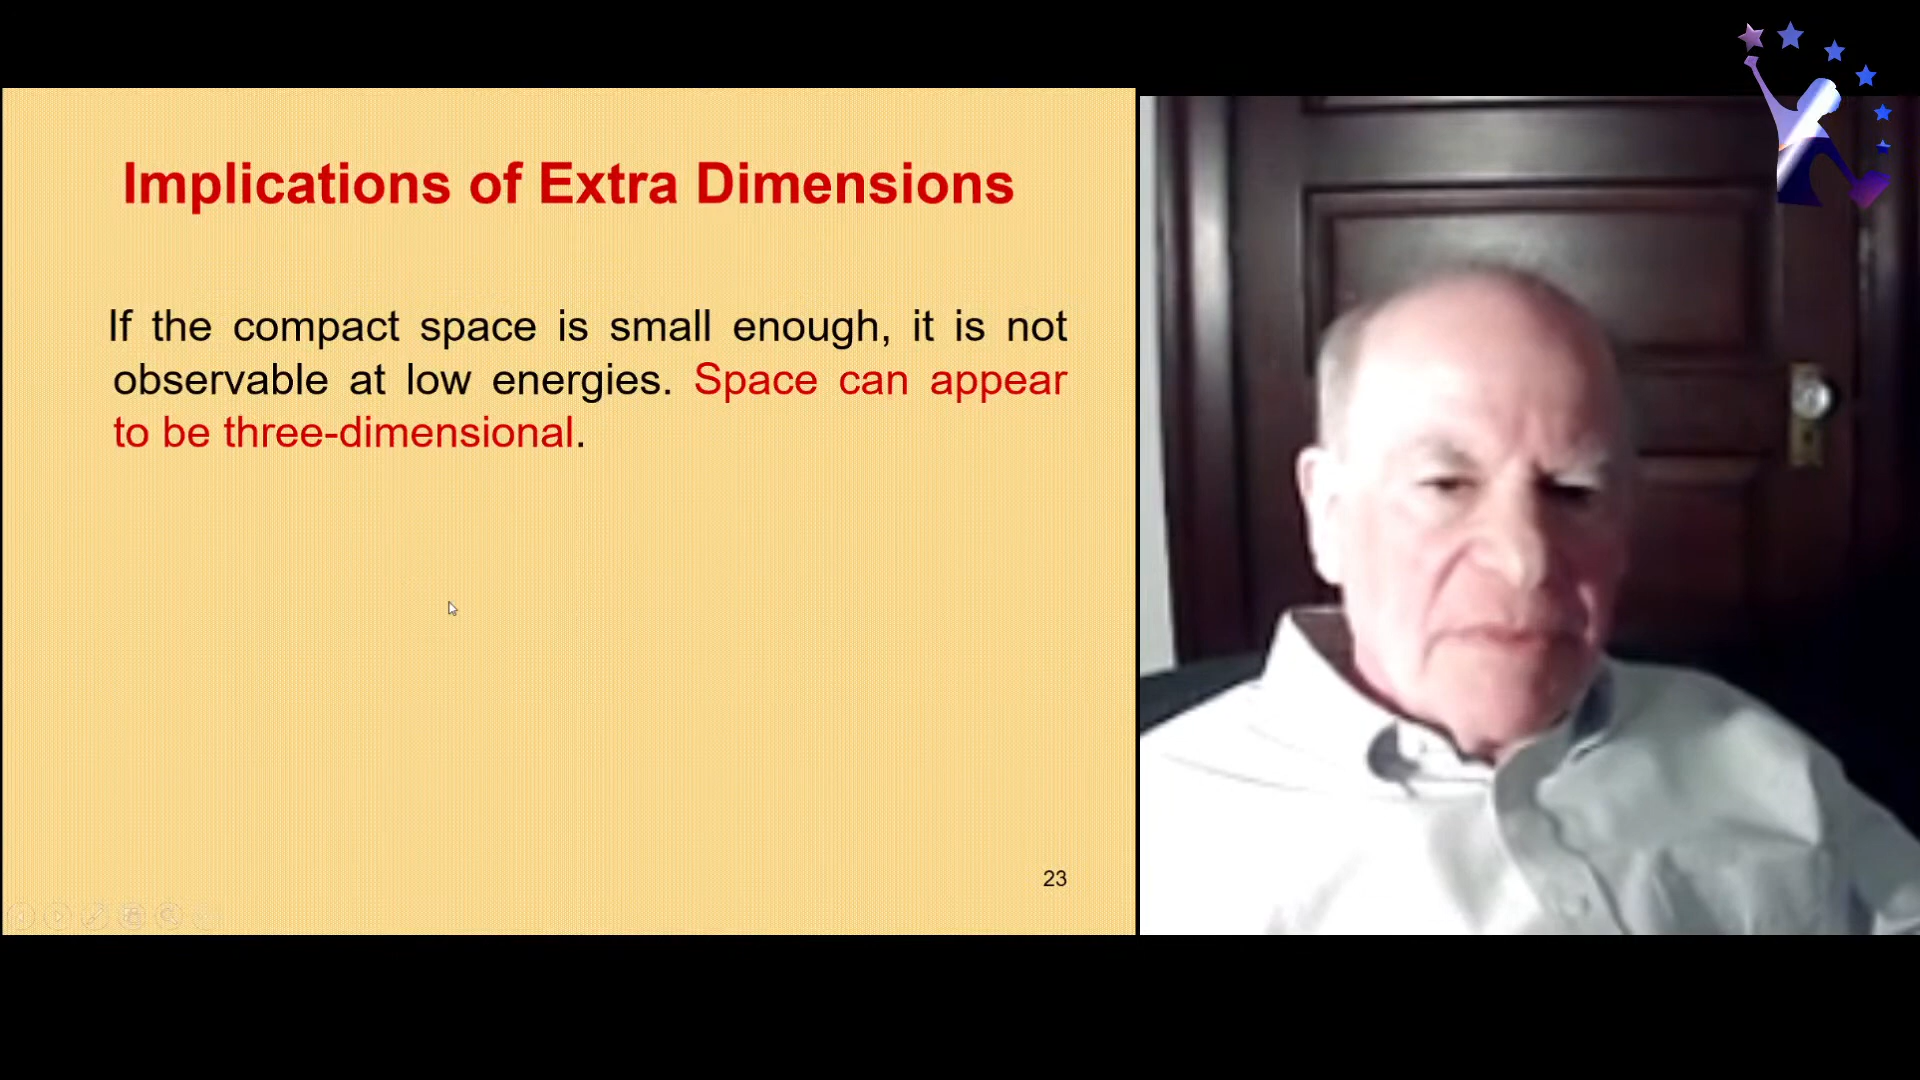 Implications of Extra Dimensions
If the compact space is small enough, it is not
observable at low energies. Space can appear
to be three-dimensional.
23